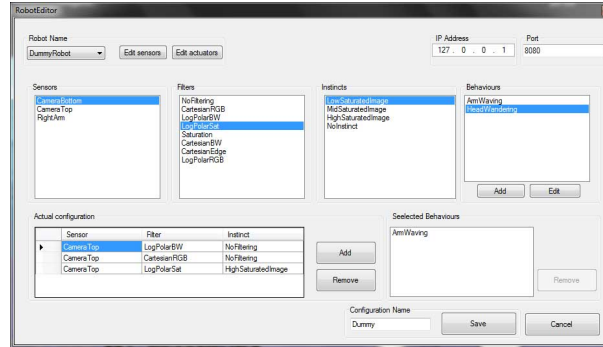 RobotEditor
Robot Name
DummyRobot
Edit sensors
Edit actuators
IP Address
127 . 0 . 0 . 1
Port
8080
Sensors
CameraBottom
CameraTop
RightArm
Filters
NoFiltering
CartesianRGB
LogPolarBW
LogPolarSat
Saturation
CartesianBW
CartesianEdge
LogPolarRGB
Instincts
LowSaturatedImage
MidSaturatedImage
HighSaturatedImage
NoInstinct
Behaviours
ArmWaving
HeadWandering
Add
Edit
Actual configuration
Sensor Filter Instinct
CameraTop LogPolarBW NoFiltering
CameraTop CartesianRGB NoFiltering
CameraTop LogPolarSat HighSaturatedImage
Add
Remove
Seelected Behaviours
ArmWaving
Remove
Configuration Name
Dummy
Save
Cancel